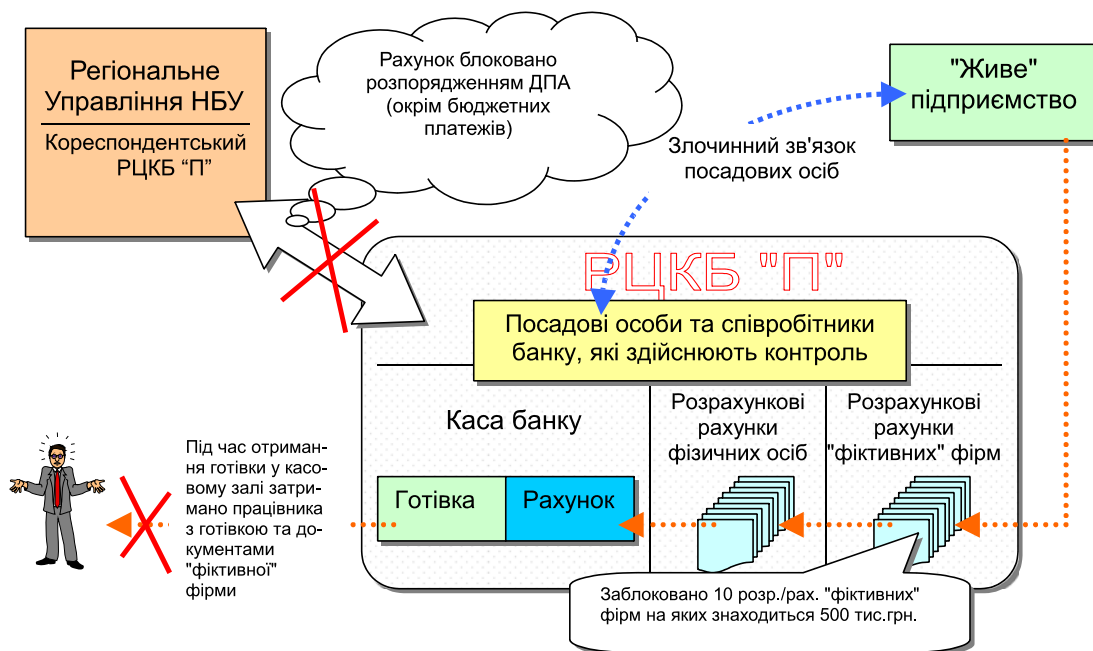 Регіональне
Управління НБУ
Кореспондентський
РЦКБ “П”
Рахунок блоковано
розпорядженням ДПА
(окрім бюджетних
платежів)
"Живе"
підприємство
Злочинний зв'язок
посадових осіб
РЦКБ "П"
Посадові особи та співробітники
банку, які здійснюють контроль
Каса банку
Готівка
Рахунок
Розрахункові
рахунки
фізичних осіб
Розрахункові
рахунки
"фіктивних" фірм
Під час отриман-
ня готівки у касо-
вому залі затри-
мано працівника
з готівкою та до-
кументами
"фіктивної"
фірми
Заблоковано 10 розр./рах. "фіктивних"
фірм на яких знаходиться 500 тис.грн.